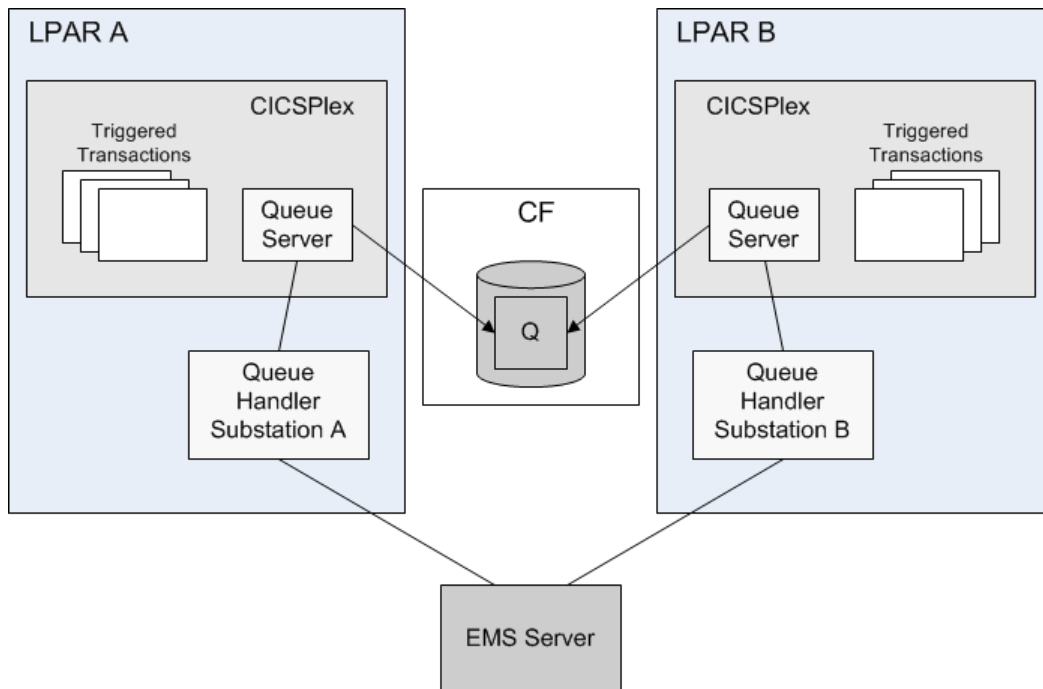 LPAR A
CICSPlex
Triggered
Transactions
Queue
Server
Queue
Handler
Substation A
CF
Q
LPAR B
CICSPlex
Triggered
Transactions
Queue
Server
Queue
Handler
Substation B
EMS Server